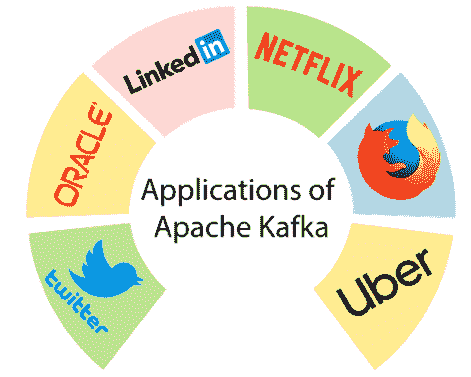 Linked in
NETFLIX
ORACLE
Applications of
Apache Kafka
twitter
Uber